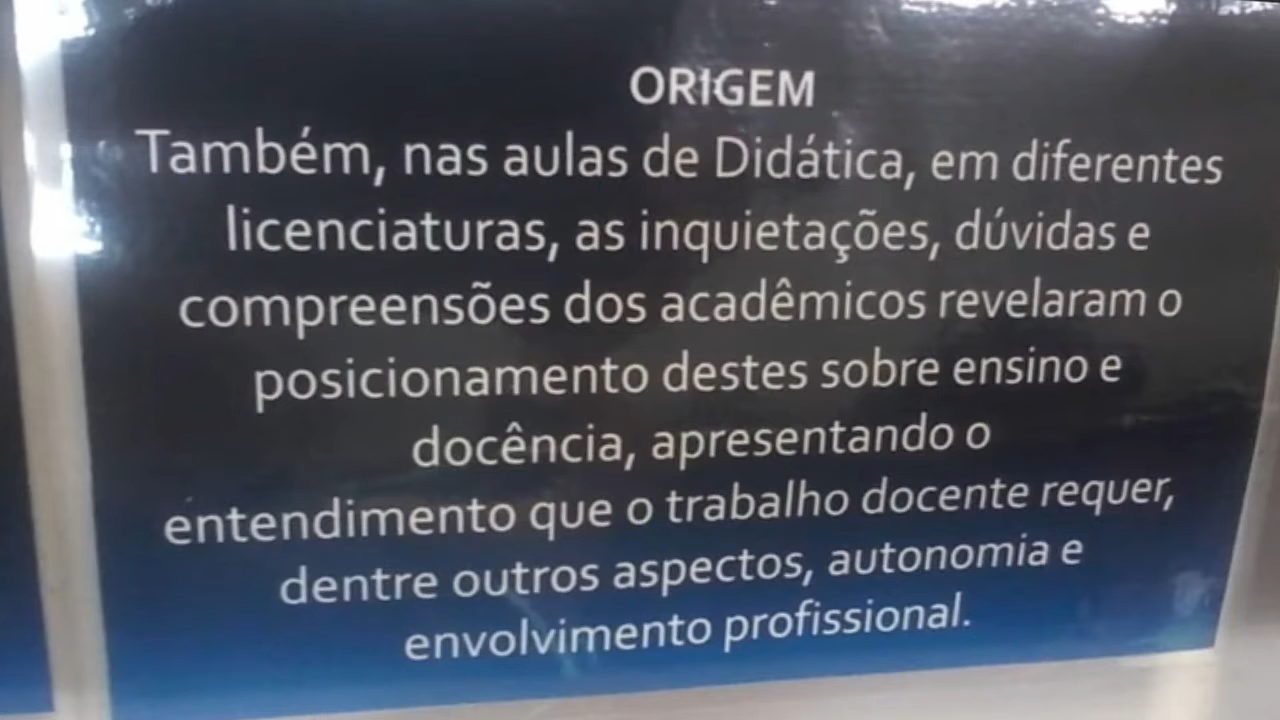 ORIGEM
Também, nas aulas de Didática, em diferentes
licenciaturas, as inquietações, dúvidas e
compreensões dos acadêmicos revelaram o
posicionamento destes sobre ensino e
docência, apresentando o
entendimento que o trabalho docente requer,
dentre outros aspectos, autonomia e
envolvimento profissional.